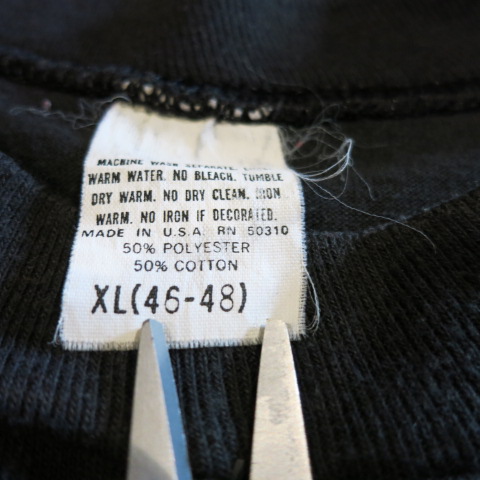 MACHINE WASH SEPARATE.
WARM WATER. NO BLEACH. TUMBLE
DRY WARM. NO DRY CLEAN. IRON
WARM. NO IRON IF DECORATED.
MADE IN U.S.A. RN 50310
50% POLYESTER
50% COTTON
XL(46-48)